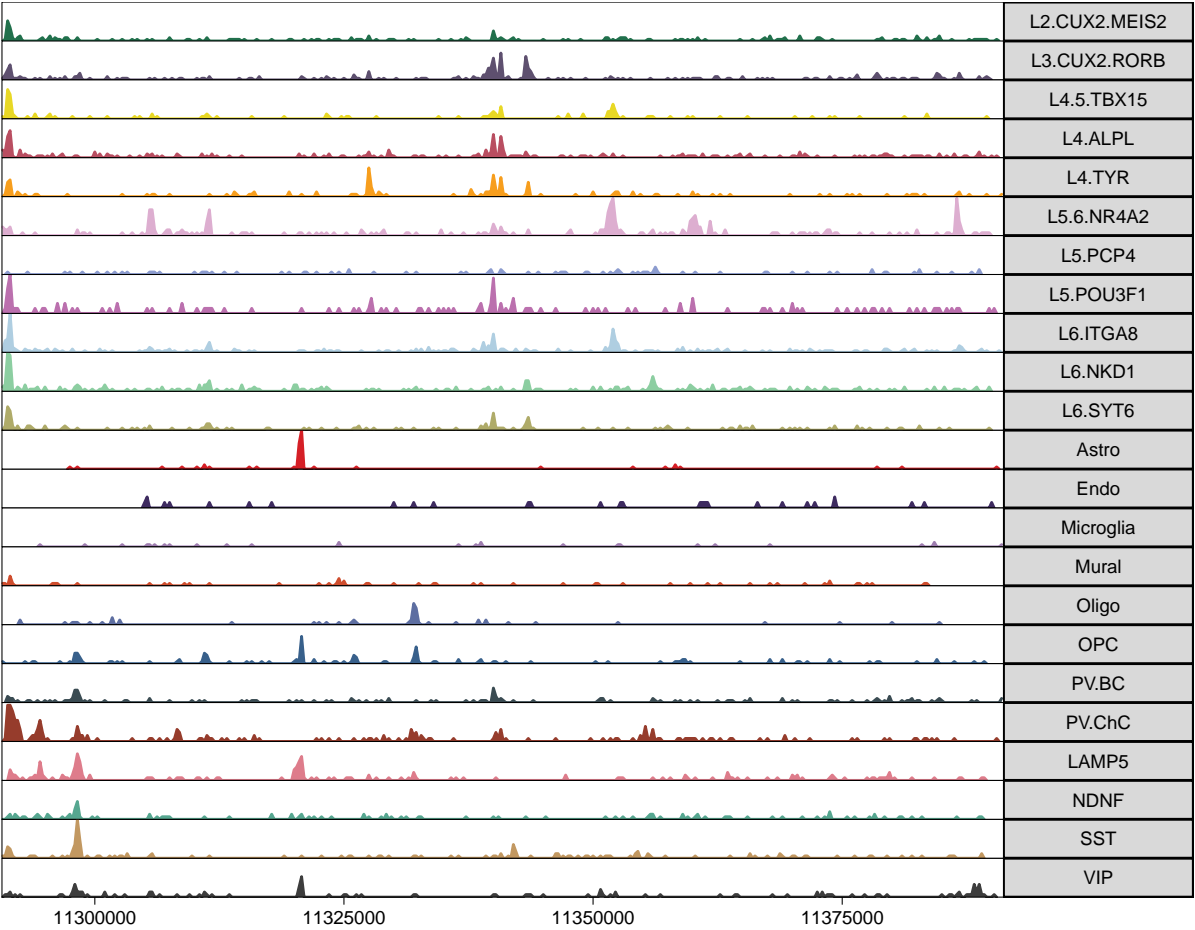 L2.CUX2.MEIS2
L3.CUX2.RORB
L4.5.TBX15
L4.ALPL
L4.TYR
L5.6.NR4A2
L5.PCP4
L5.POU3F1
L6.ITGA8
L6.NKD1
L6.SYT6
Astro
Endo
Microglia
Mural
Oligo
OPC
PV.BC
PV.ChC
LAMP5
NDNF
SST
VIP
11300000 11325000 11350000 11375000